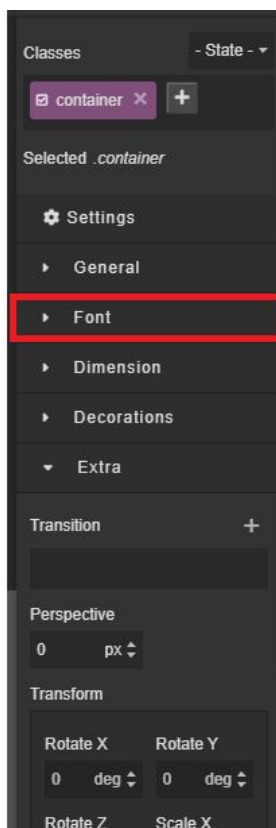 Classes - State -
container
Selected .container
Settings
General
Font
Dimension
Decorations
Extra
Transition +
Perspective
0 px
Transform
Rotate X Rotate Y
0 deg 0 deg
Rotate Z Scale X